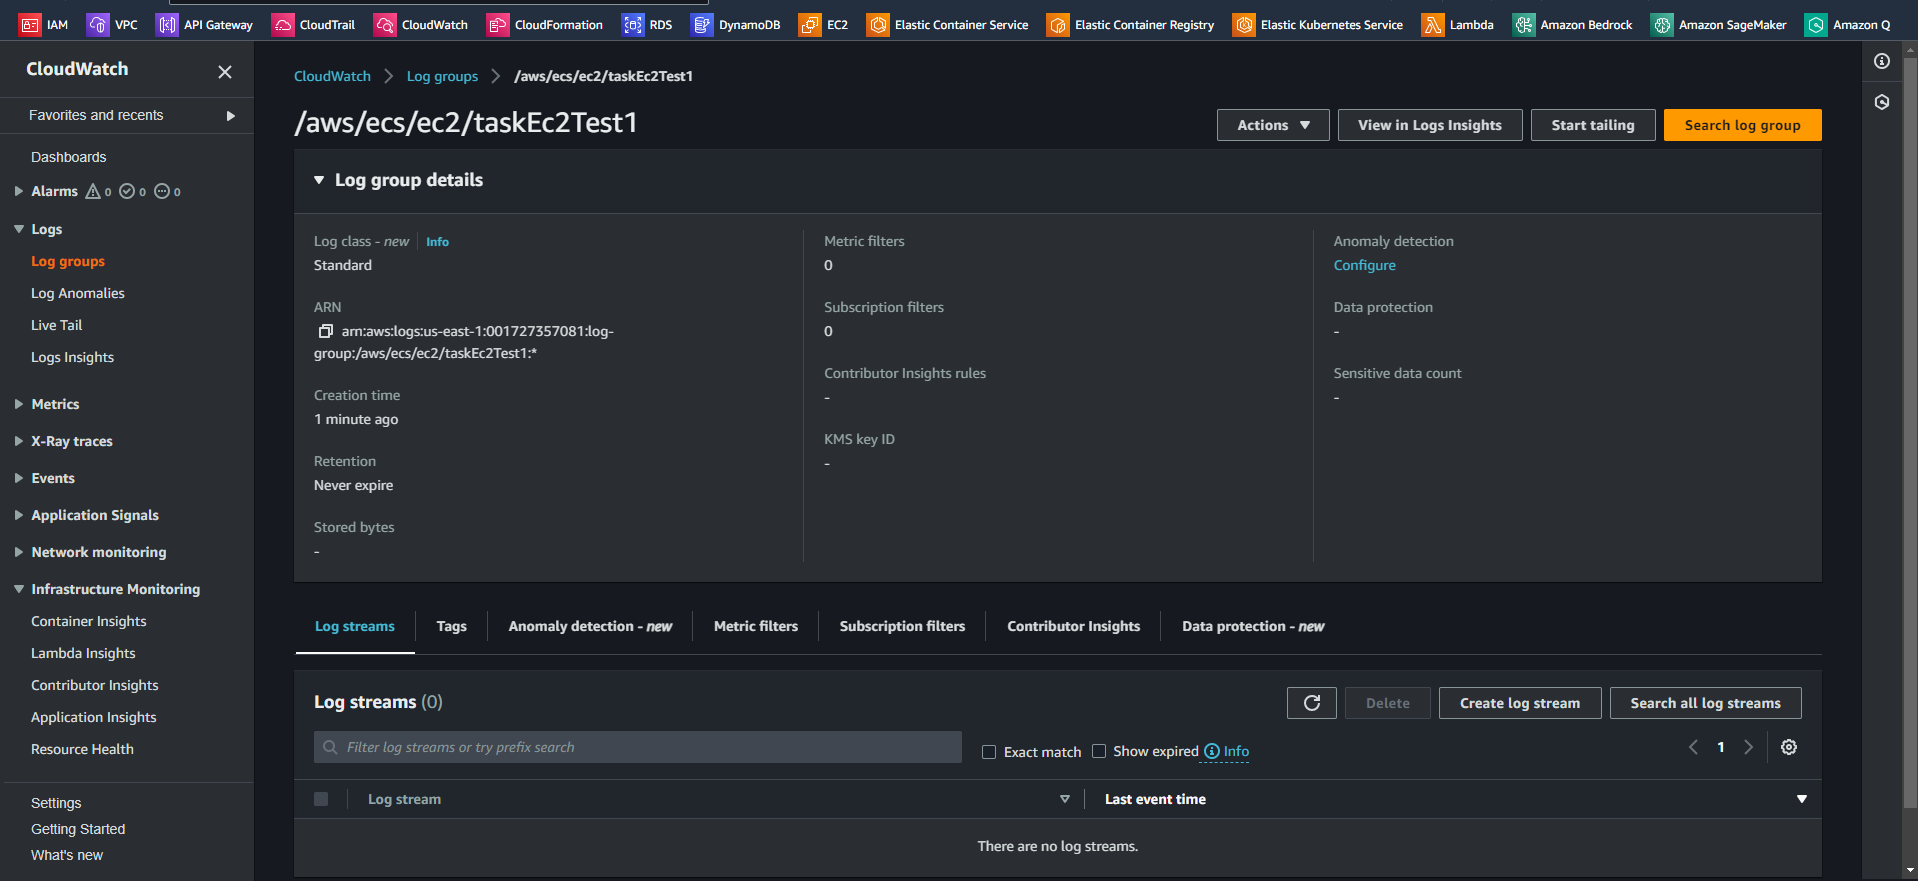 IAM VPC API Gateway CloudTrail CloudWatch CloudFormation RDS DynamoDB EC2 Elastic Container Service Elastic Container Registry Elastic Kubernetes Service Lambda Amazon Bedrock Amazon SageMaker Amazon Q
CloudWatch
Favorites and recents
Dashboards
Alarms 0 0 0
Logs
Log groups
Log Anomalies
Live Tail
Logs Insights
Metrics
X-Ray traces
Events
Application Signals
Network monitoring
Infrastructure Monitoring
Container Insights
Lambda Insights
Contributor Insights
Application Insights
Resource Health
Settings
Getting Started
What's new
CloudWatch Log groups /aws/ecs/ec2/taskEc2Test1
/aws/ecs/ec2/taskEc2Test1
Actions View in Logs Insights Start tailing Search log group
Log group details
Log class - new Info
Standard
ARN
arn:aws:logs:us-east-1:001727357081:log-
group:/aws/ecs/ec2/taskEc2Test1:*
Creation time
1 minute ago
Retention
Never expire
Stored bytes
-
Metric filters
0
Subscription filters
0
Contributor Insights rules
-
KMS key ID
-
Anomaly detection
Configure
Data protection
-
Sensitive data count
-
Log streams Tags Anomaly detection - new Metric filters Subscription filters Contributor Insights Data protection - new
Log streams (0)
Delete Create log stream Search all log streams
Filter log streams or try prefix search Exact match Show expired Info 1
Log stream Last event time
There are no log streams.